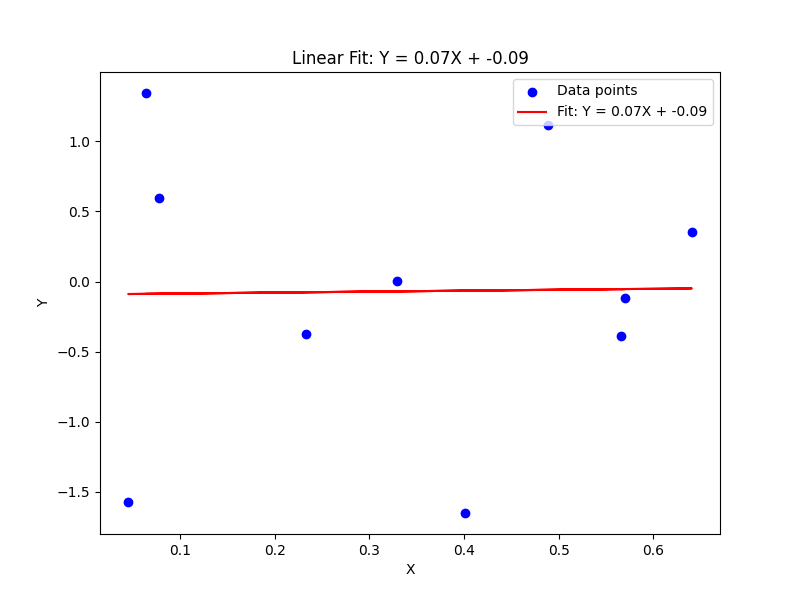 Linear Fit: Y = 0.07X + -0.09
Data points
Fit: Y = 0.07X + -0.09
1.0
0.5
0.0
−0.5
−1.0
−1.5
Y
0.1 0.2 0.3 0.4 0.5 0.6
X